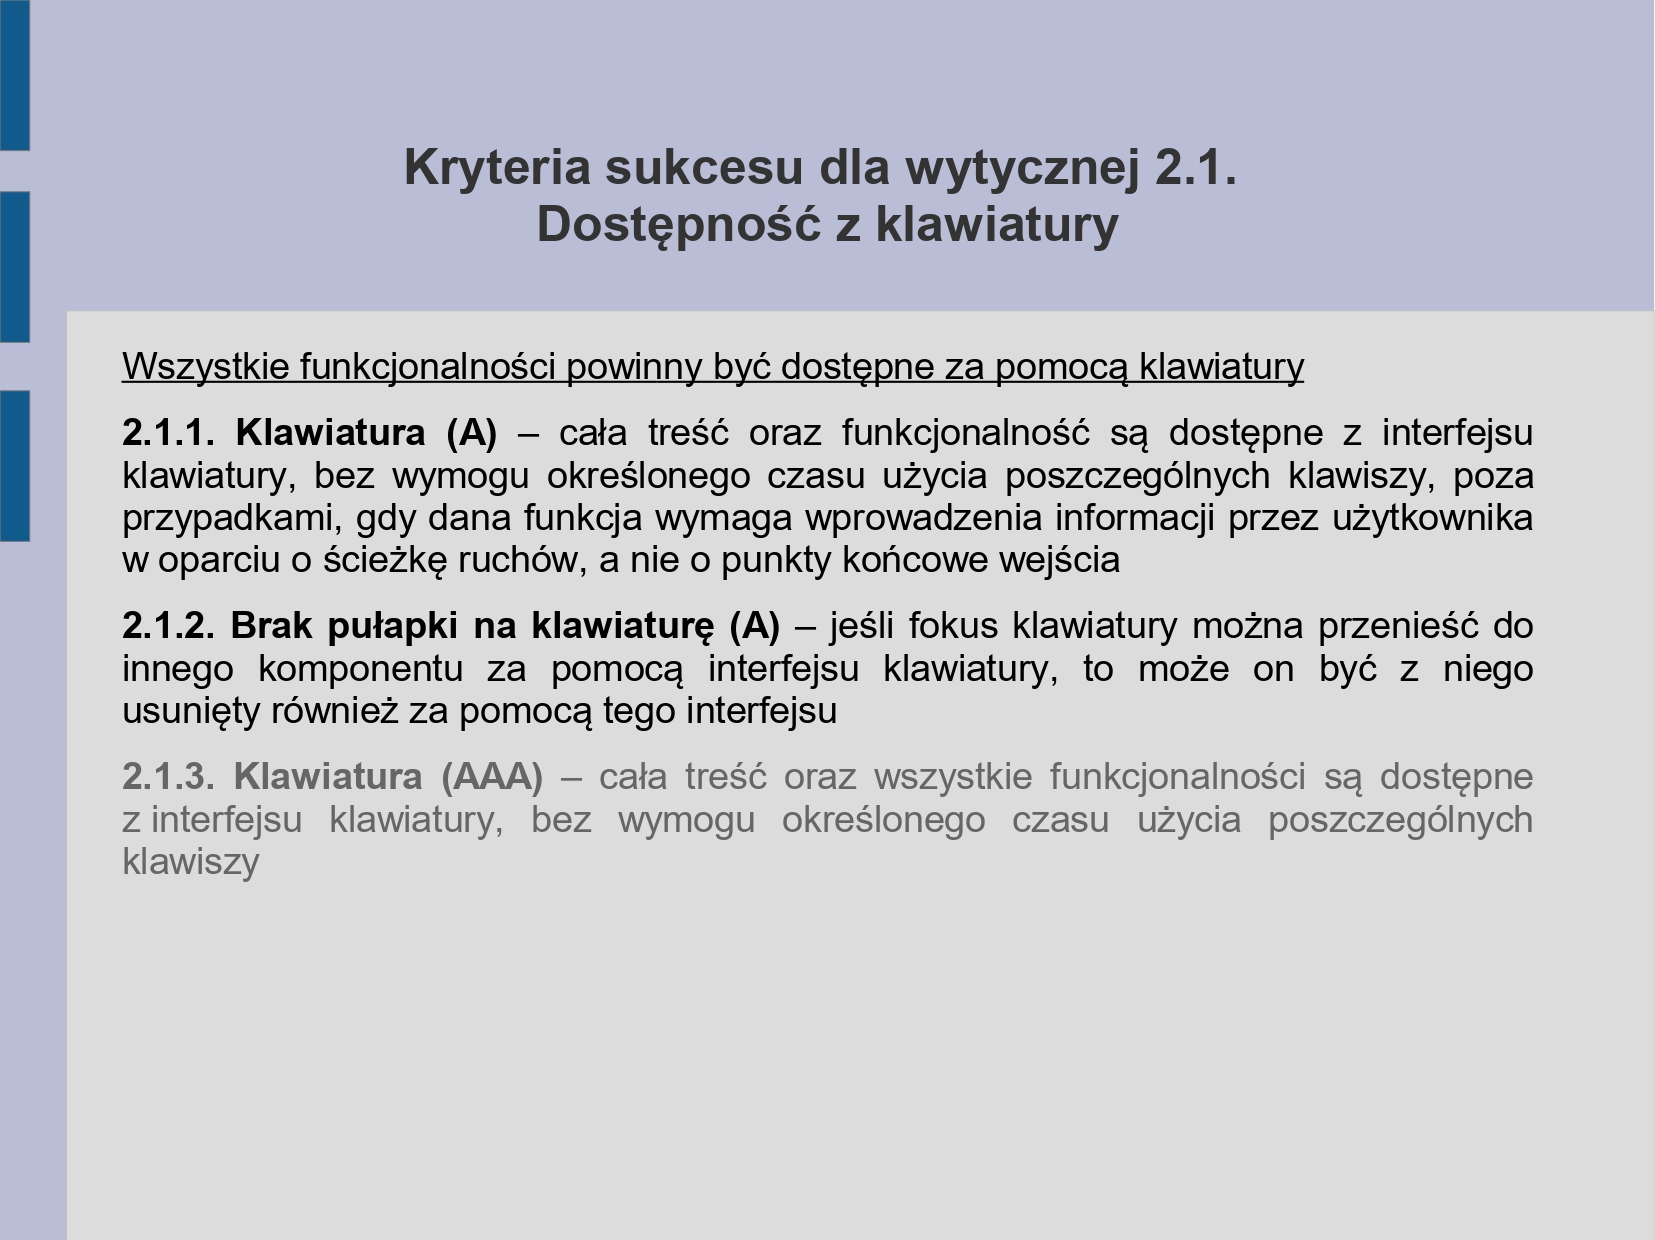 Kryteria sukcesu dla wytycznej 2.1.
Dostępność z klawiatury
Wszystkie funkcjonalności powinny być dostępne za pomocą klawiatury
2.1.1. Klawiatura (A) – cała treść oraz funkcjonalność są dostępne z interfejsu
klawiatury, bez wymogu określonego czasu użycia poszczególnych klawiszy, poza
przypadkami, gdy dana funkcja wymaga wprowadzenia informacji przez użytkownika
w oparciu o ścieżkę ruchów, a nie o punkty końcowe wejścia
2.1.2. Brak pułapki na klawiaturę (A) – jeśli fokus klawiatury można przenieść do
innego komponentu za pomocą interfejsu klawiatury, to może on być z niego
usunięty również za pomocą tego interfejsu
2.1.3. Klawiatura (AAA) – cała treść oraz wszystkie funkcjonalności są dostępne
z interfejsu klawiatury, bez wymogu określonego czasu użycia poszczególnych
klawiszy